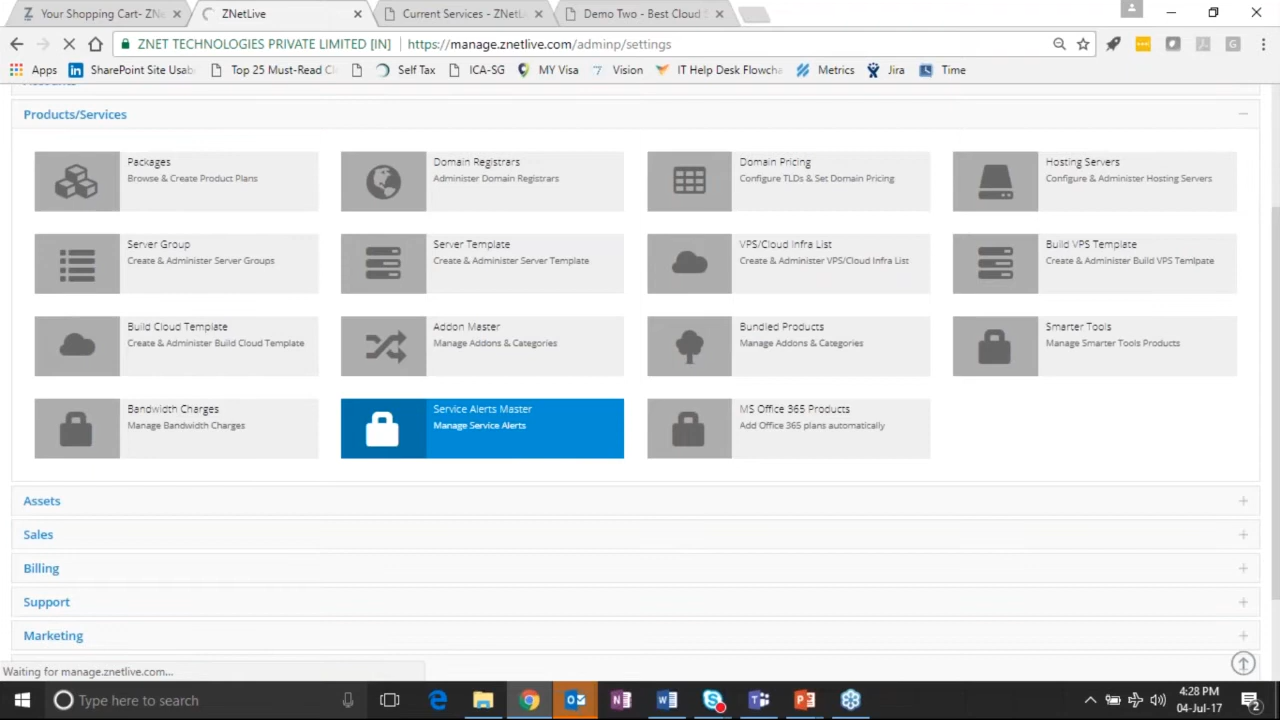 Your Shopping Cart- ZNe
ZNetLive
Current Services - ZNetLi
Demo Two - Best Cloud S
ZNET TECHNOLOGIES PRIVATE LIMITED [IN]
https://manage.znetlive.com/adminp/settings
Apps
SharePoint Site Usab
Top 25 Must-Read Cl
Self Tax
ICA-SG
MY Visa
Vision
IT Help Desk Flowcha
Metrics
Jira
Time
Products/Services
Packages
Browse & Create Product Plans
Domain Registrars
Administer Domain Registrars
Domain Pricing
Configure TLDs & Set Domain Pricing
Hosting Servers
Configure & Administer Hosting Servers
Server Group
Create & Administer Server Groups
Server Template
Create & Administer Server Template
VPS/Cloud Infra List
Create & Administer VPS/Cloud Infra List
Build VPS Template
Create & Administer Build VPS Temlpate
Build Cloud Template
Create & Administer Build Cloud Template
Addon Master
Manage Addons & Categories
Bundled Products
Manage Addons & Categories
Smarter Tools
Manage Smarter Tools Products
Bandwidth Charges
Manage Bandwidth Charges
Service Alerts Master
Manage Service Alerts
MS Office 365 Products
Add Office 365 plans automatically
Assets
Sales
Billing
Support
Marketing
Waiting for manage.znetlive.com...
Type here to search
4:28 PM
04-Jul-17
2